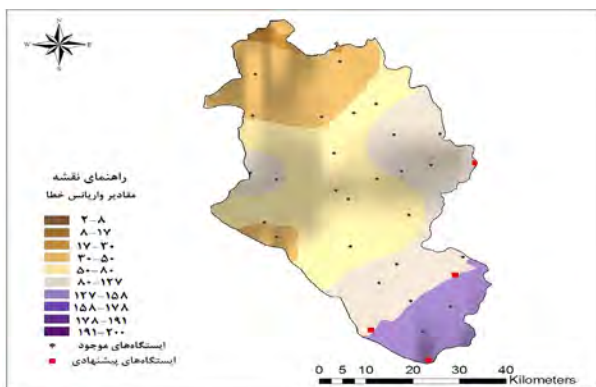 N
W
E
S
راهنمای نقشه
مقادیر واریانس خطا
۲-۸
۸-۱۷
۱۷-۳۰
۳۰-۵۰
۵۰-۸۰
۸۰-۱۲۷
۱۲۷-۱۵۸
۱۵۸-۱۷۸
۱۷۸-۱۹۱
۱۹۱-۲۰۰
ایستگاه‌های موجود
ایستگاه‌های پیشنهادی
0 5 10 20 30 40
Kilometers